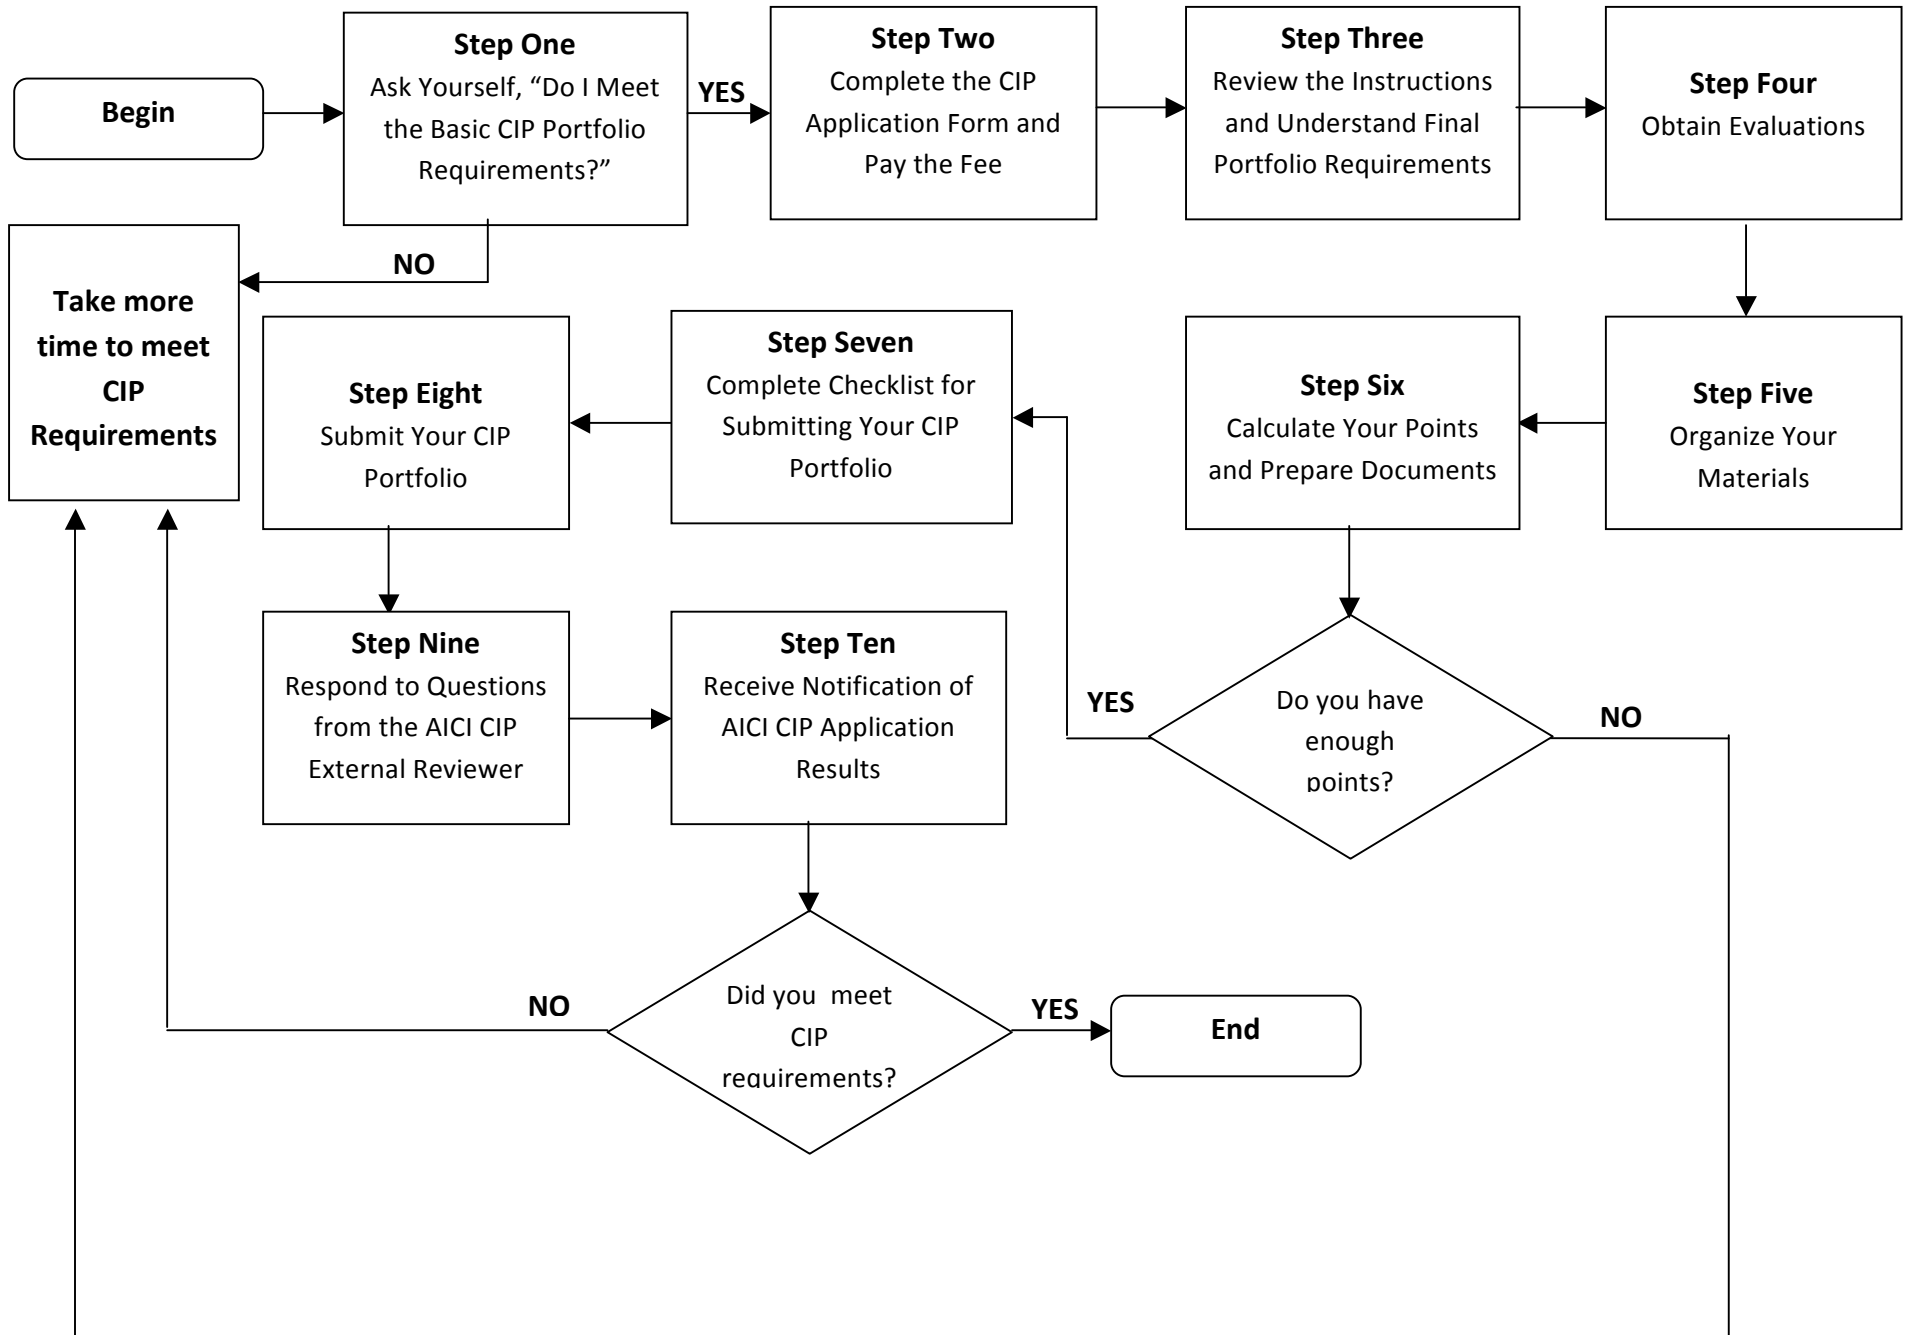 Begin
Step One
Ask Yourself, “Do I Meet
the Basic CIP Portfolio
Requirements?”
YES
Step Two
Complete the CIP
Application Form and
Pay the Fee
Step Three
Review the Instructions
and Understand Final
Portfolio Requirements
Step Four
Obtain Evaluations
NO
Take more
time to meet
CIP
Requirements
Step Eight
Submit Your CIP
Portfolio
Step Seven
Complete Checklist for
Submitting Your CIP
Portfolio
Step Six
Calculate Your Points
and Prepare Documents
Step Five
Organize Your
Materials
Step Nine
Respond to Questions
from the AICI CIP
External Reviewer
Step Ten
Receive Notification of
AICI CIP Application
Results
YES
Do you have
enough
points?
NO
NO
Did you  meet
CIP
requirements?
YES
End